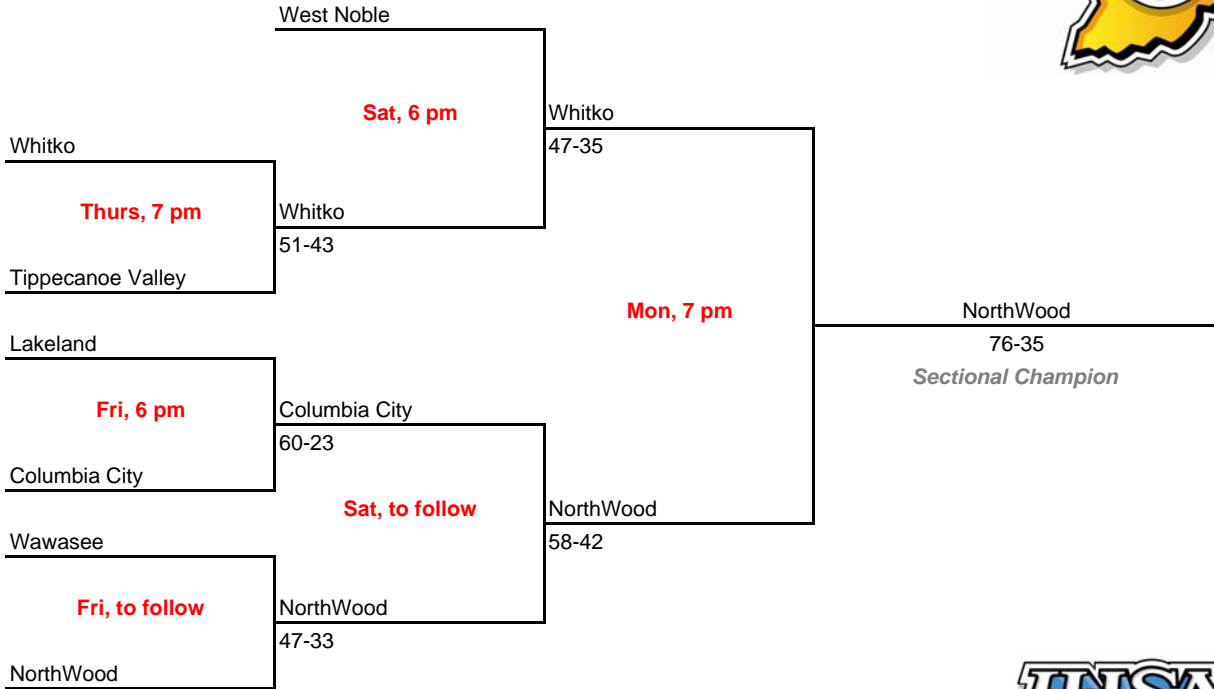 West Noble
Sat, 6 pm
Whitko
47-35
Whitko
Thurs, 7 pm
Whitko
51-43
Tippecanoe Valley
Mon, 7 pm
NorthWood
76-35
Sectional Champion
Lakeland
Fri, 6 pm
Columbia City
60-23
Columbia City
Sat, to follow
NorthWood
58-42
Wawasee
Fri, to follow
NorthWood
47-33
NorthWood